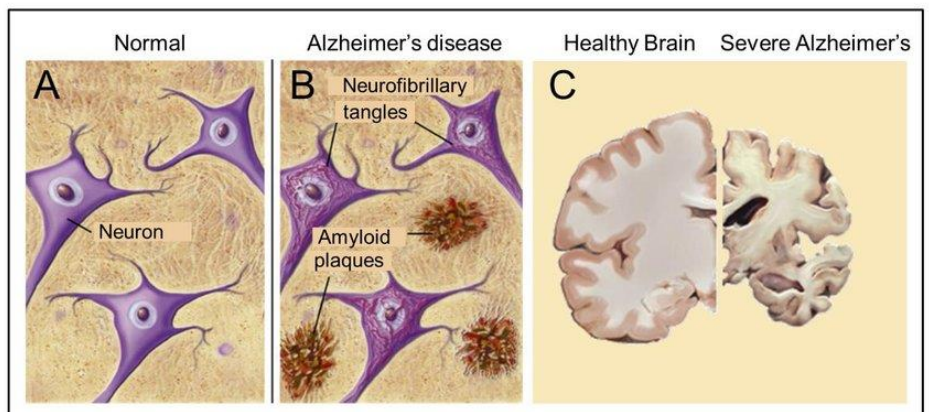 Normal
Alzheimer's disease
Healthy Brain
Severe Alzheimer's
A
Neuron
B
Neurofibrillary
tangles
Amyloid
plaques
C